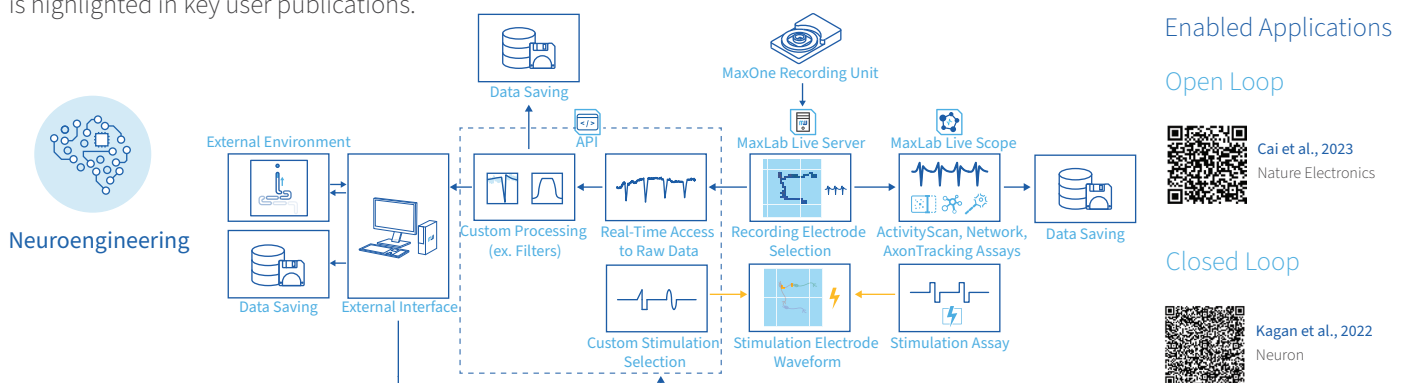 is highlighted in key user publications.
Enabled Applications
Open Loop
Cai et al., 2023
Nature Electronics
Closed Loop
Kagan et al., 2022
Neuron
Neuroengineering
Data Saving
MaxOne Recording Unit
API
MaxLab Live Server
MaxLab Live Scope
External Environment
Custom Processing
(ex. Filters)
Real-Time Access
to Raw Data
Recording Electrode
Selection
ActivityScan, Network,
AxonTracking Assays
Data Saving
Data Saving
External Interface
Custom Stimulation
Selection
Stimulation Electrode
Waveform
Stimulation Assay